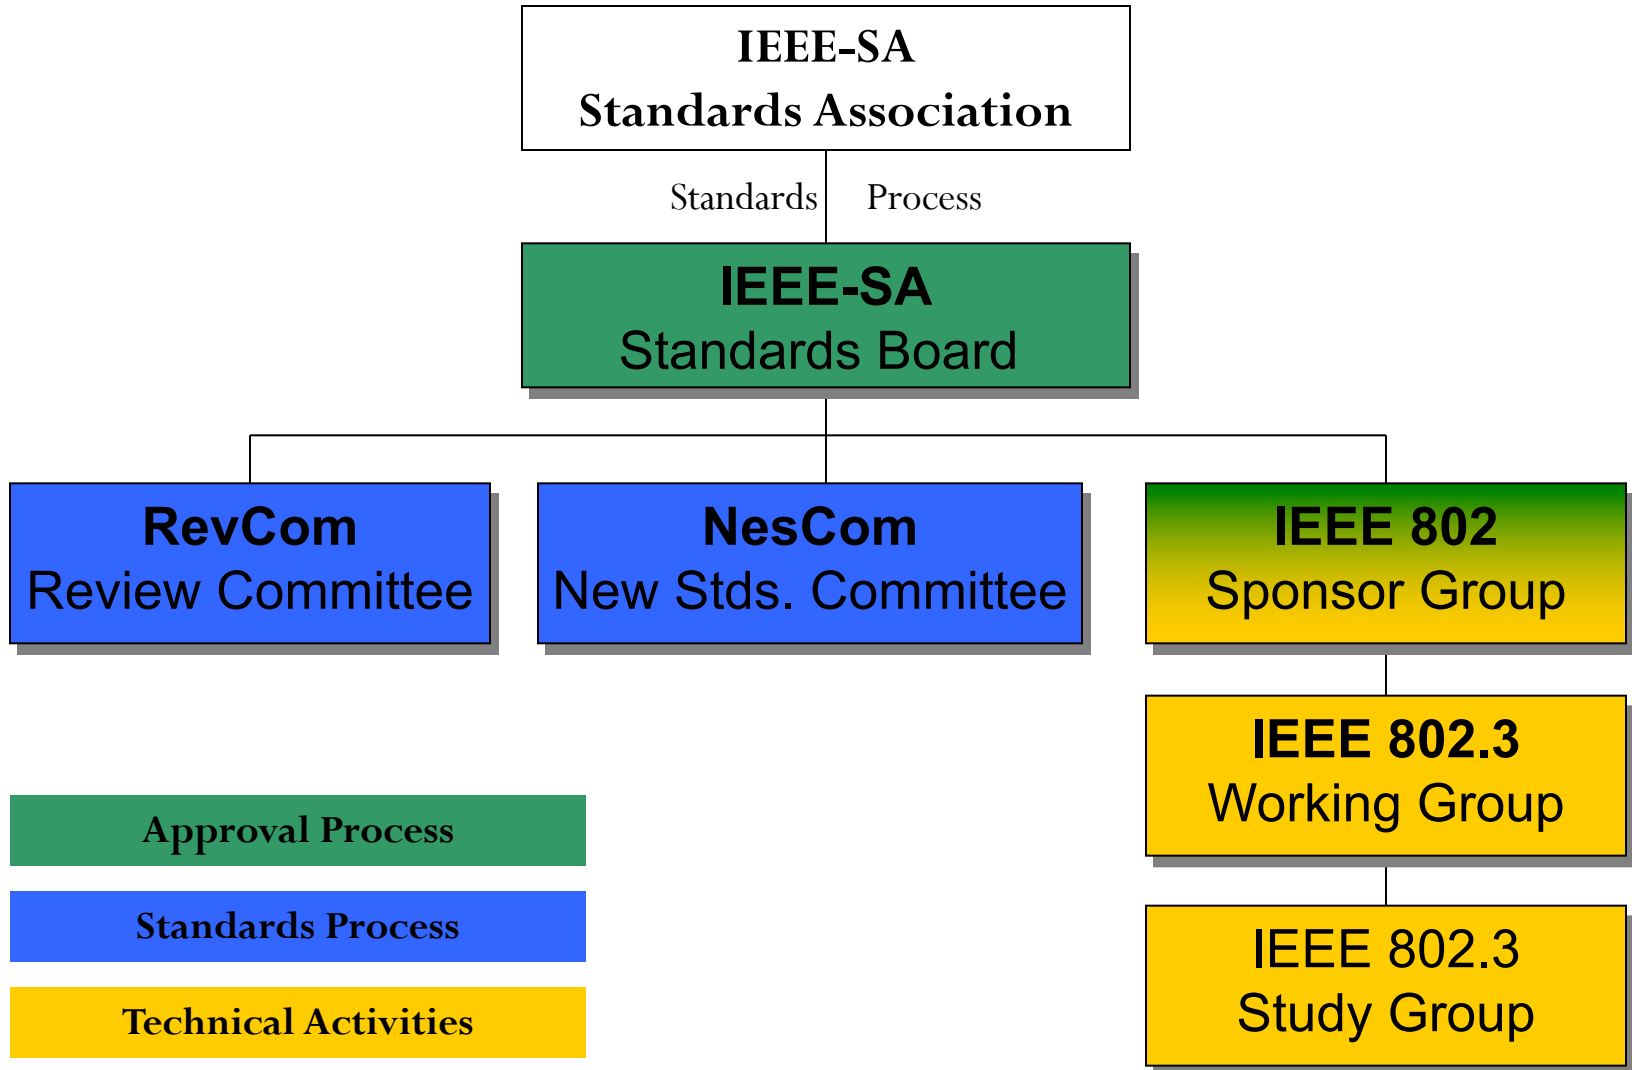 IEEE-SA
Standards Association
Standards Process
IEEE-SA
Standards Board
RevCom
Review Committee
NesCom
New Stds. Committee
IEEE 802
Sponsor Group
IEEE 802.3
Working Group
IEEE 802.3
Study Group
Approval Process
Standards Process
Technical Activities